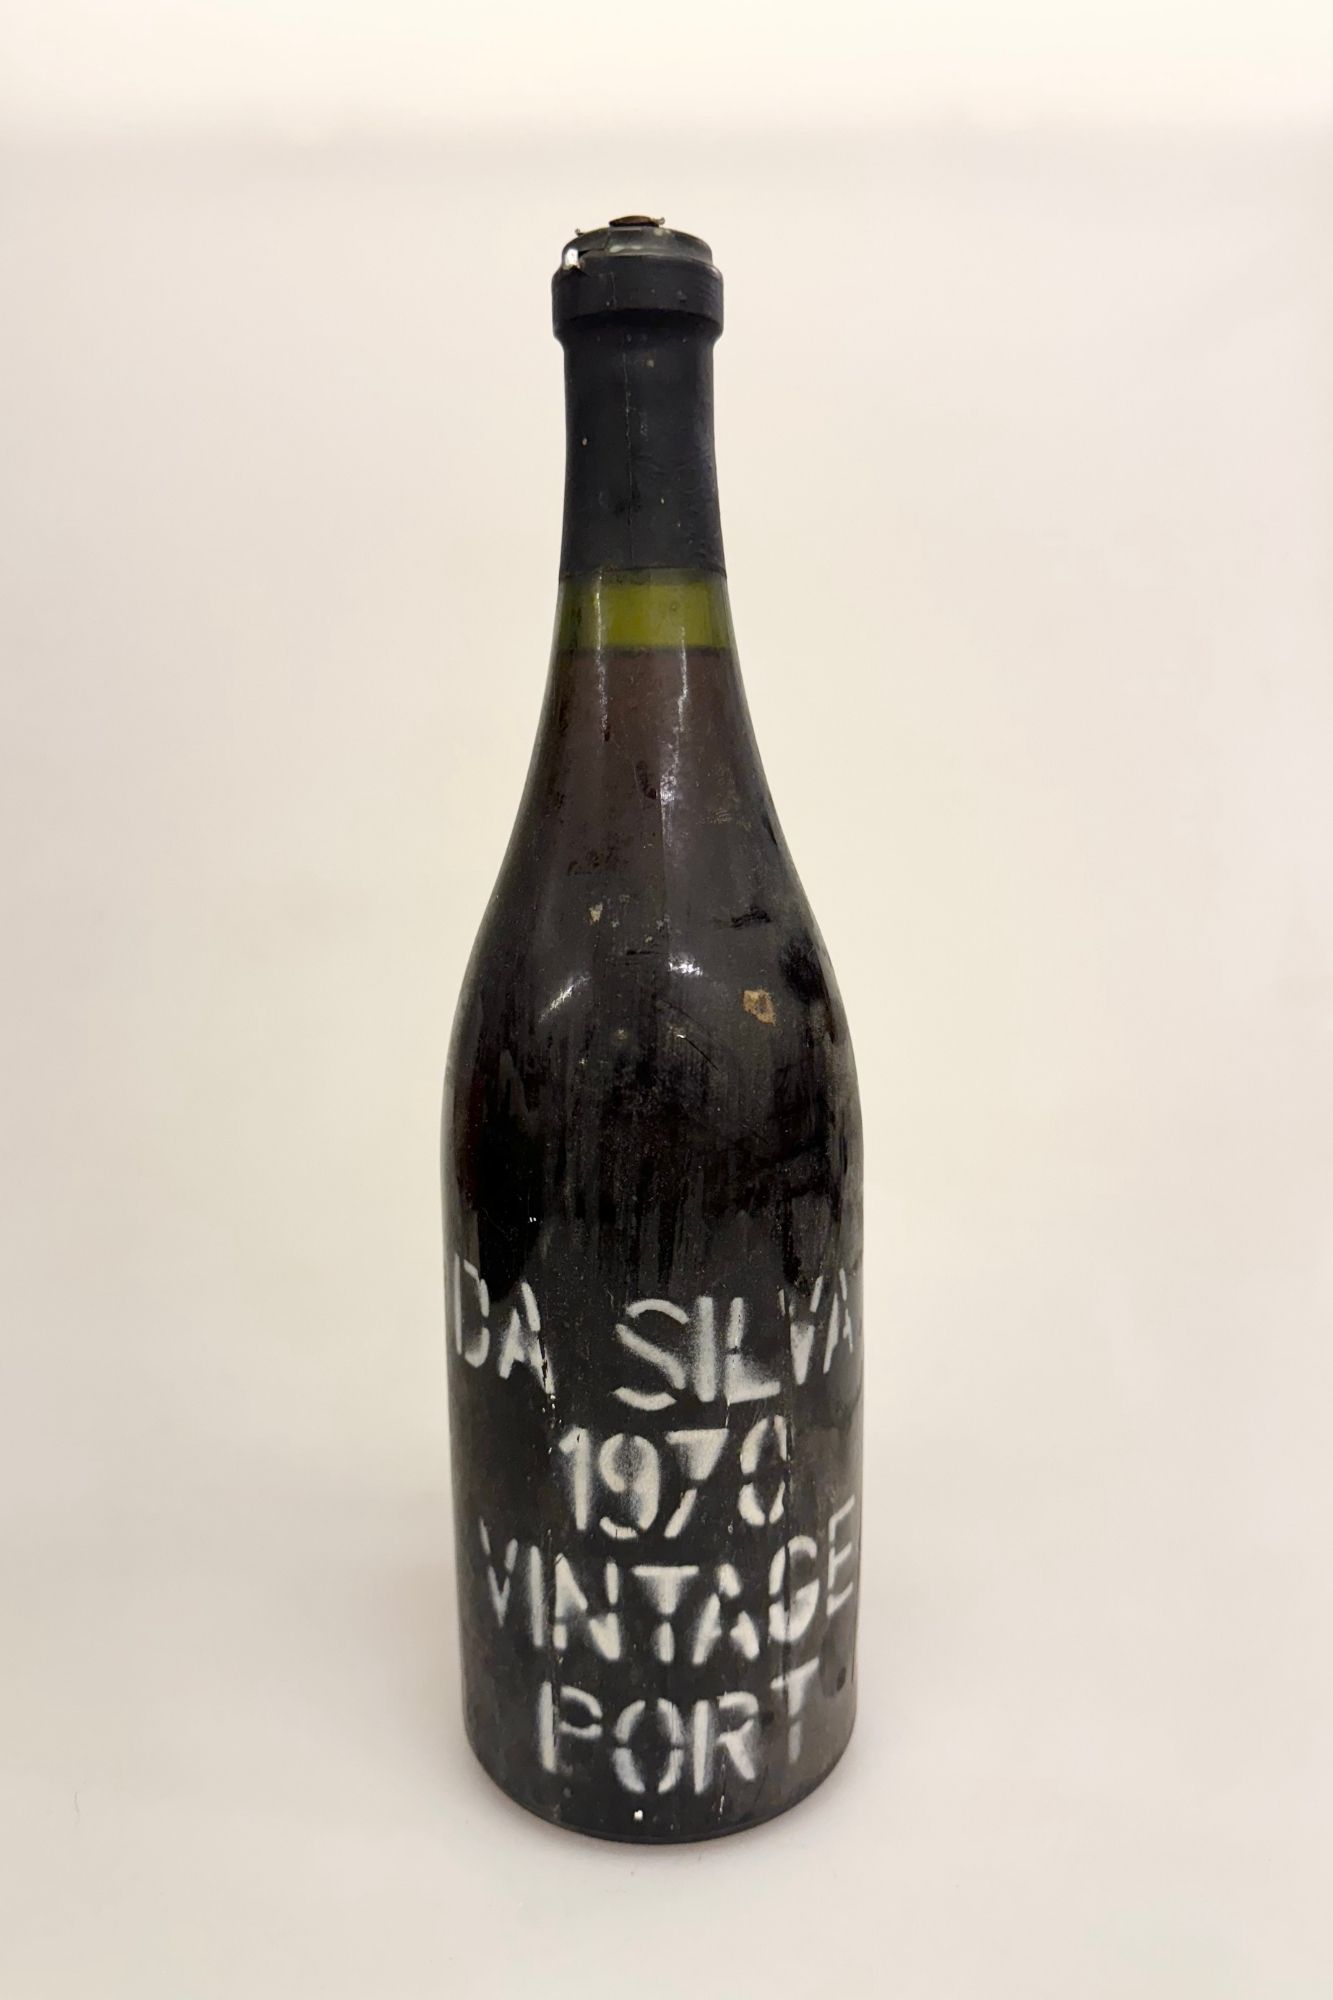 DA SILVA
1970
VINTAGE
PORT